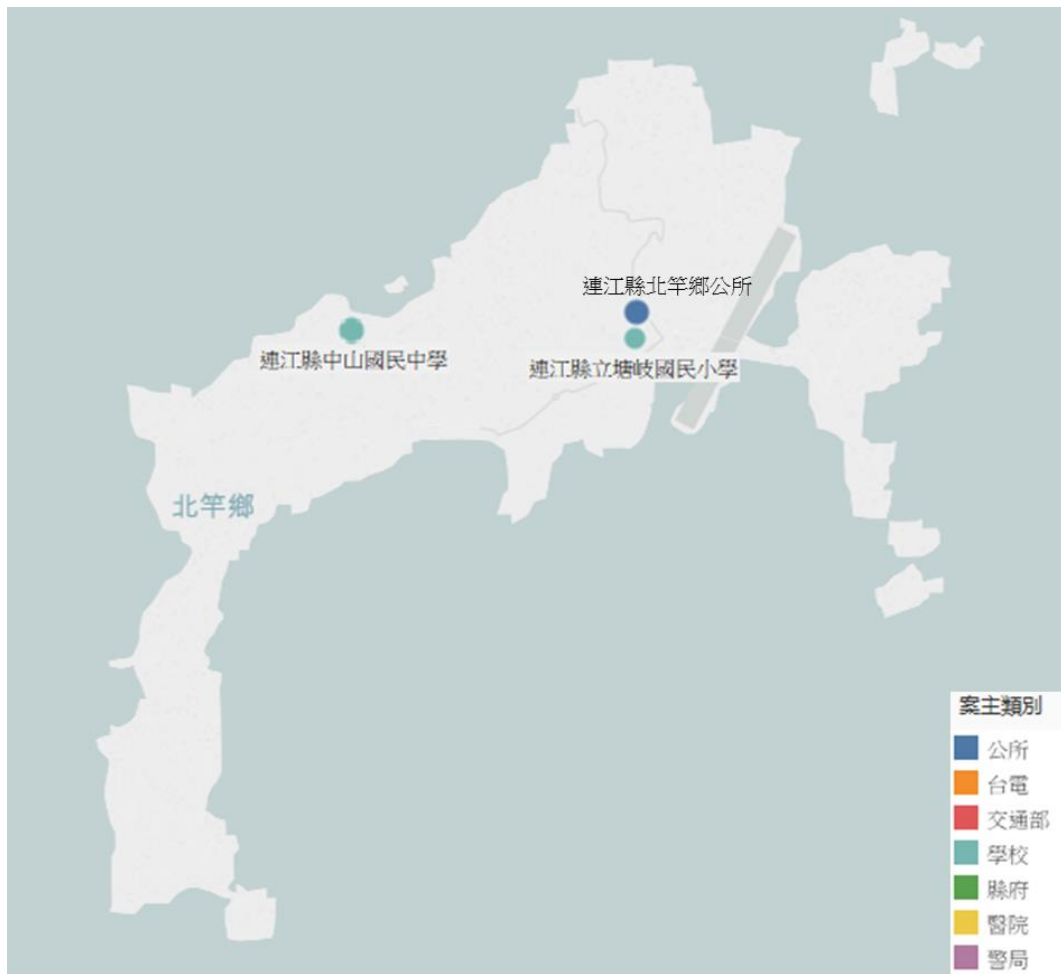 連江縣北竿鄉公所
連江縣中山國民中學
連江縣立塘岐國民小學
北竿鄉
案主類別
公所
台電
交通部
學校
縣府
醫院
警局